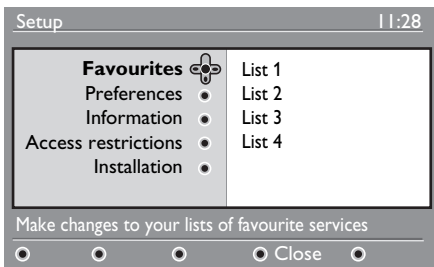 Setup 11:28
Favourites List 1
Preferences List 2
Information List 3
Access restrictions List 4
Installation
Make changes to your lists of favourite services
Close